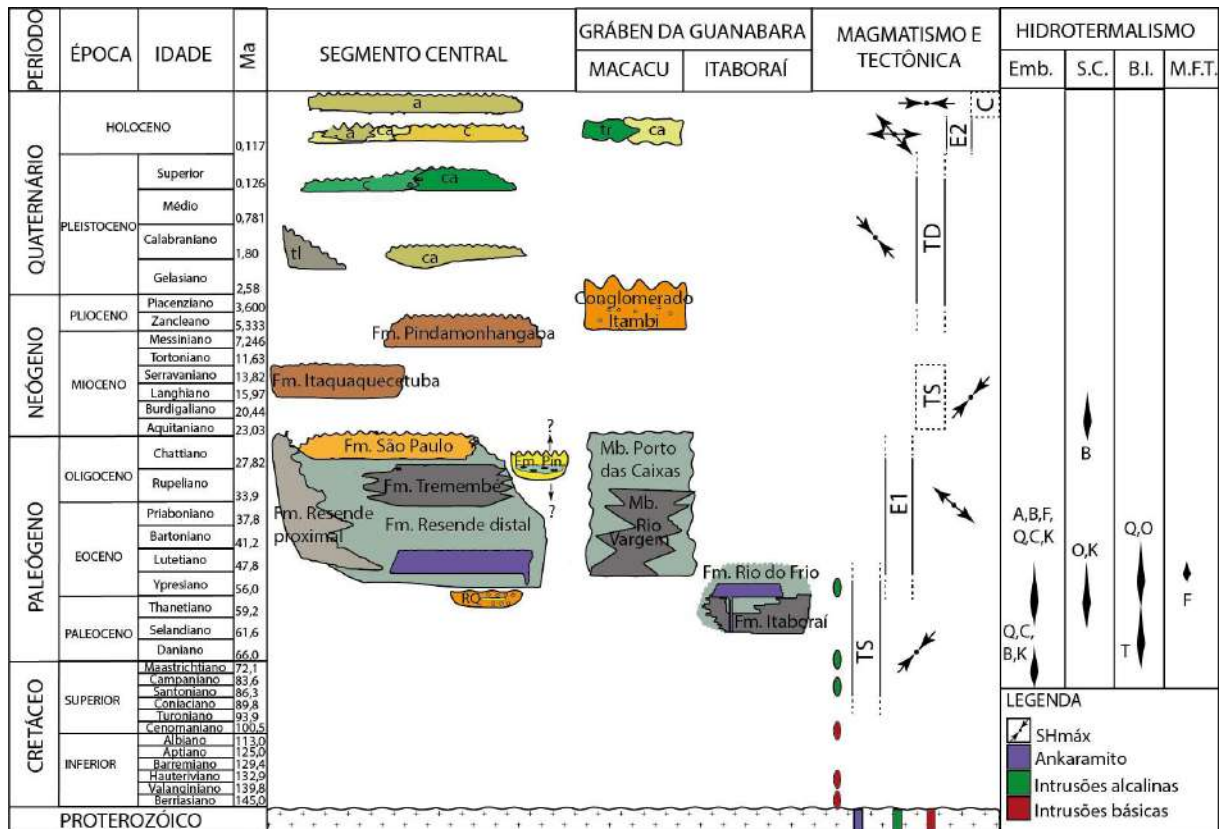 PERÍODO
ÉPOCA
IDADE
Ma
SEGMENTO CENTRAL
GRÁBEN DA GUANABARA
MACACU
ITABORAÍ
MAGMATISMO E
TECTÔNICA
HIDROTERMALISMO
Emb.
S.C.
B.I.
M.F.T.
QUATERNÁRIO
HOLOCENO
0,117
PLEISTOCENO
Superior
0,126
Médio
0,781
Calabraniano
1,80
Gelasiano
2,58
NEÓGENO
PLIOCENO
Piacenziano
3,600
Zancleano
5,333
MIOCENO
Messiniano
7,246
Tortoniano
11,63
Serravaniano
13,82
Langhiano
15,97
Burdigaliano
20,44
Aquitaniano
23,03
PALEÓGENO
OLIGOCENO
Chattiano
27,82
Rupeliano
33,9
EOCENO
Priaboniano
37,8
Bartoniano
41,2
Lutetiano
47,8
Ypresiano
56,0
PALEOCENO
Thanetiano
59,2
Selandiano
61,6
Daniano
66,0
CRETÁCEO
SUPERIOR
Maastrichtiano
72,1
Campaniano
83,6
Santoniano
86,3
Coniaciano
89,8
Turoniano
93,9
Cenomaniano
100,5
INFERIOR
Albiano
113,0
Aptiano
125,0
Barremiano
129,4
Hauteriviano
132,9
Valanginiano
139,8
Berriasiano
145,0
PROTEROZÓICO
a
a
ca
c
c
ca
tl
ca
Fm. Pindamonhangaba
Fm. Itaquaquecetuba
Fm. São Paulo
Fm. Tremembé
Fm. Resende
proximal
Fm. Resende distal
?
Fm. Pin
?
RQ
tr
ca
Conglomerado
Itambi
Mb. Porto
das Caixas
Mb.
Rio
Vargem
Fm. Rio do Frio
Fm. Itaboraí
C
E2
TD
TS
E1
TS
B
A,B,F,
Q,C,K
O,K
Q,O
F
Q,C,
B,K
T
LEGENDA
SHmáx
Ankaramito
Intrusões alcalinas
Intrusões básicas